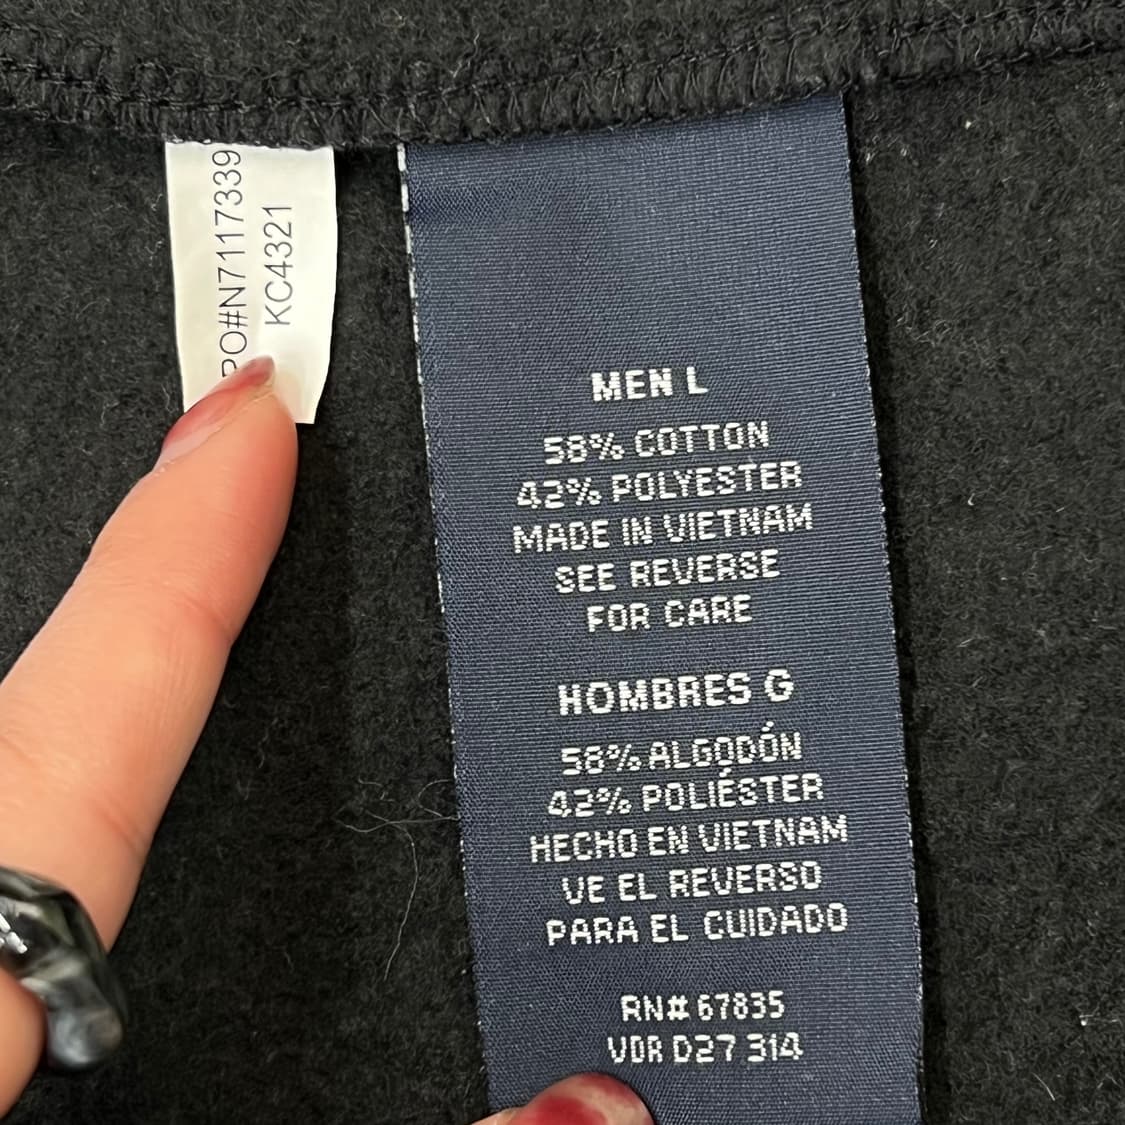 PO#N7117339
KC4321
MEN L
58% COTTON
42% POLYESTER
MADE IN VIETNAM
SEE REVERSE
FOR CARE
HOMBRES G
58% ALGODÓN
42% POLIÉSTER
HECHO EN VIETNAM
VE EL REVERSO
PARA EL CUIDADO
RN# 67835
VDR D27 314